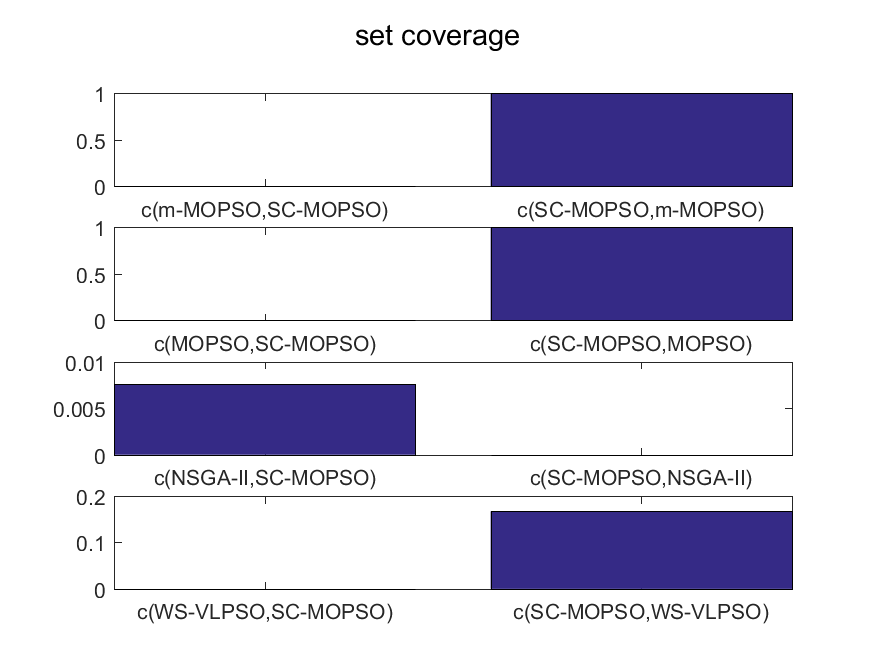 set coverage
1
0.5
0
c(m-MOPSO,SC-MOPSO) c(SC-MOPSO,m-MOPSO)
1
0.5
0
c(MOPSO,SC-MOPSO) c(SC-MOPSO,MOPSO)
0.01
0.005
0
c(NSGA-II,SC-MOPSO) c(SC-MOPSO,NSGA-II)
0.2
0.1
0
c(WS-VLPSO,SC-MOPSO) c(SC-MOPSO,WS-VLPSO)